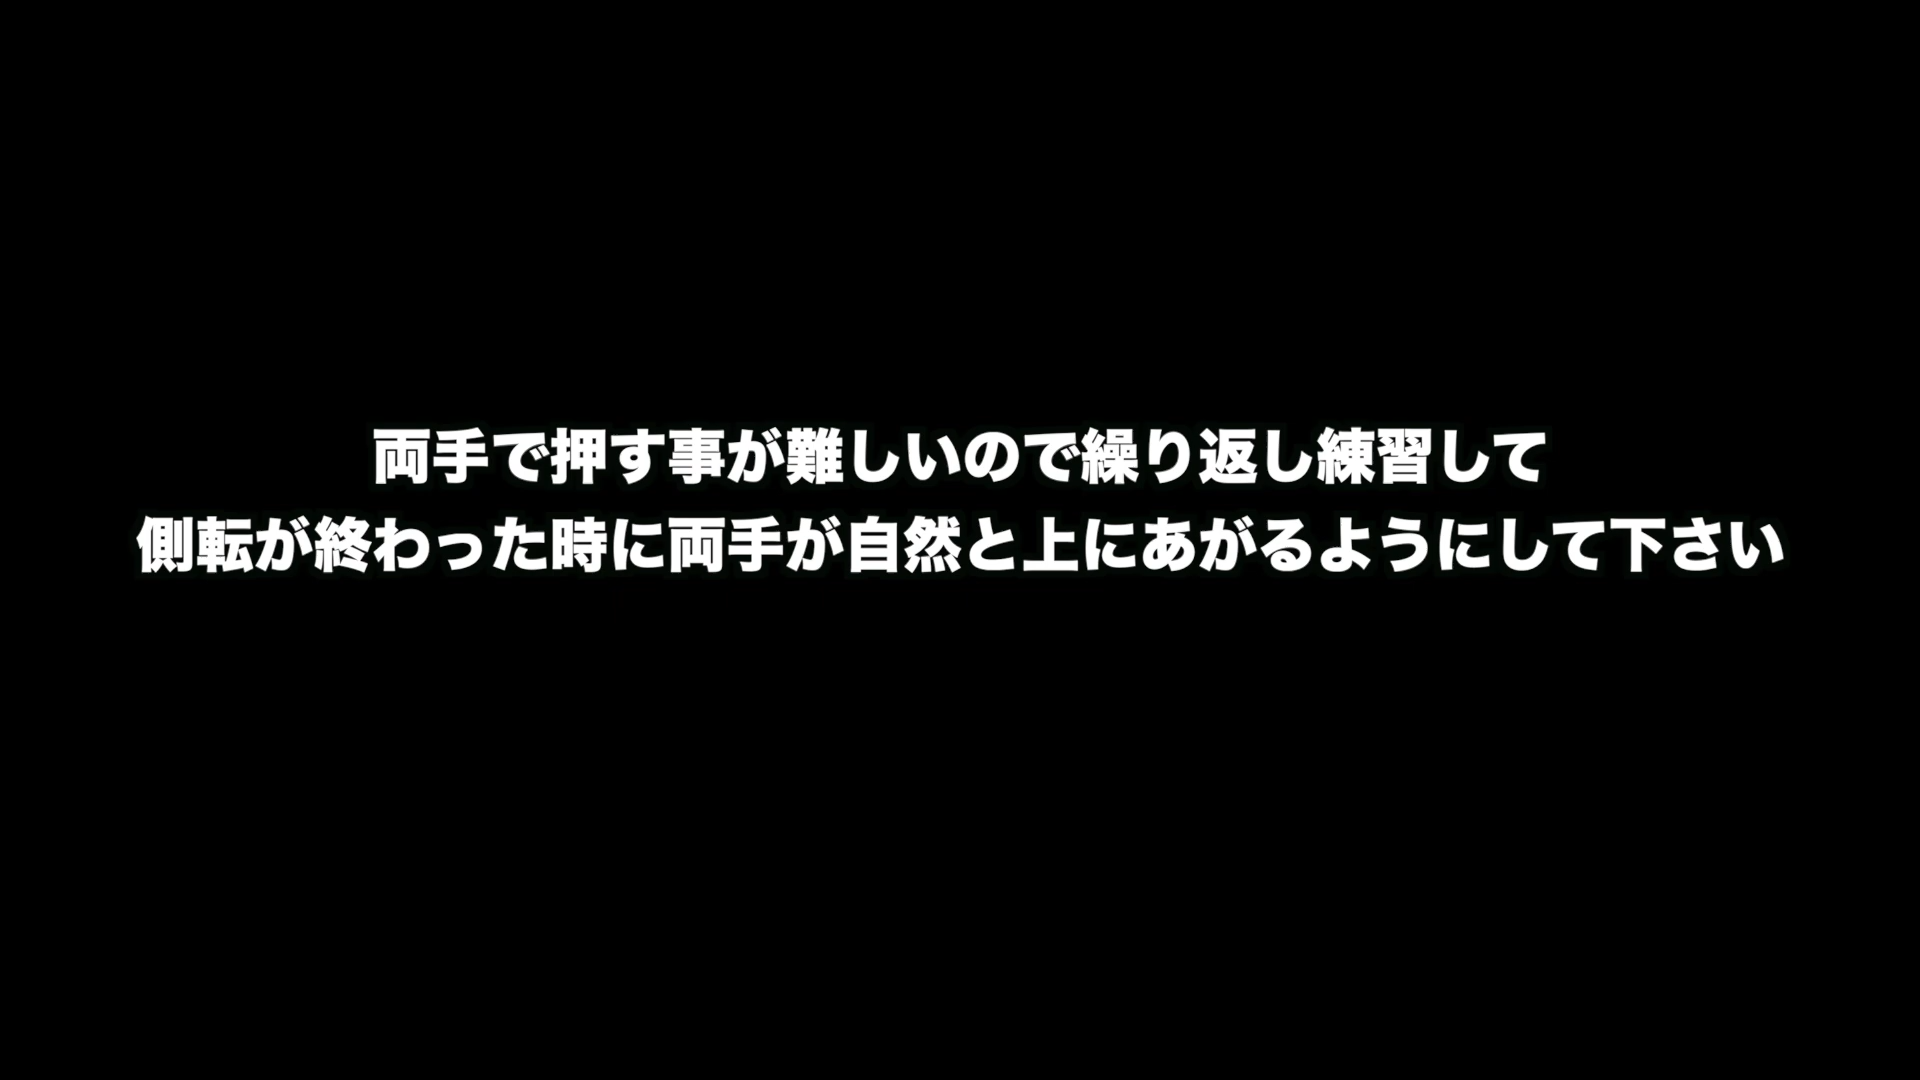 両手で押す事が難しいので繰り返し練習して
側転が終わった時に両手が自然と上にあがるようにして下さい